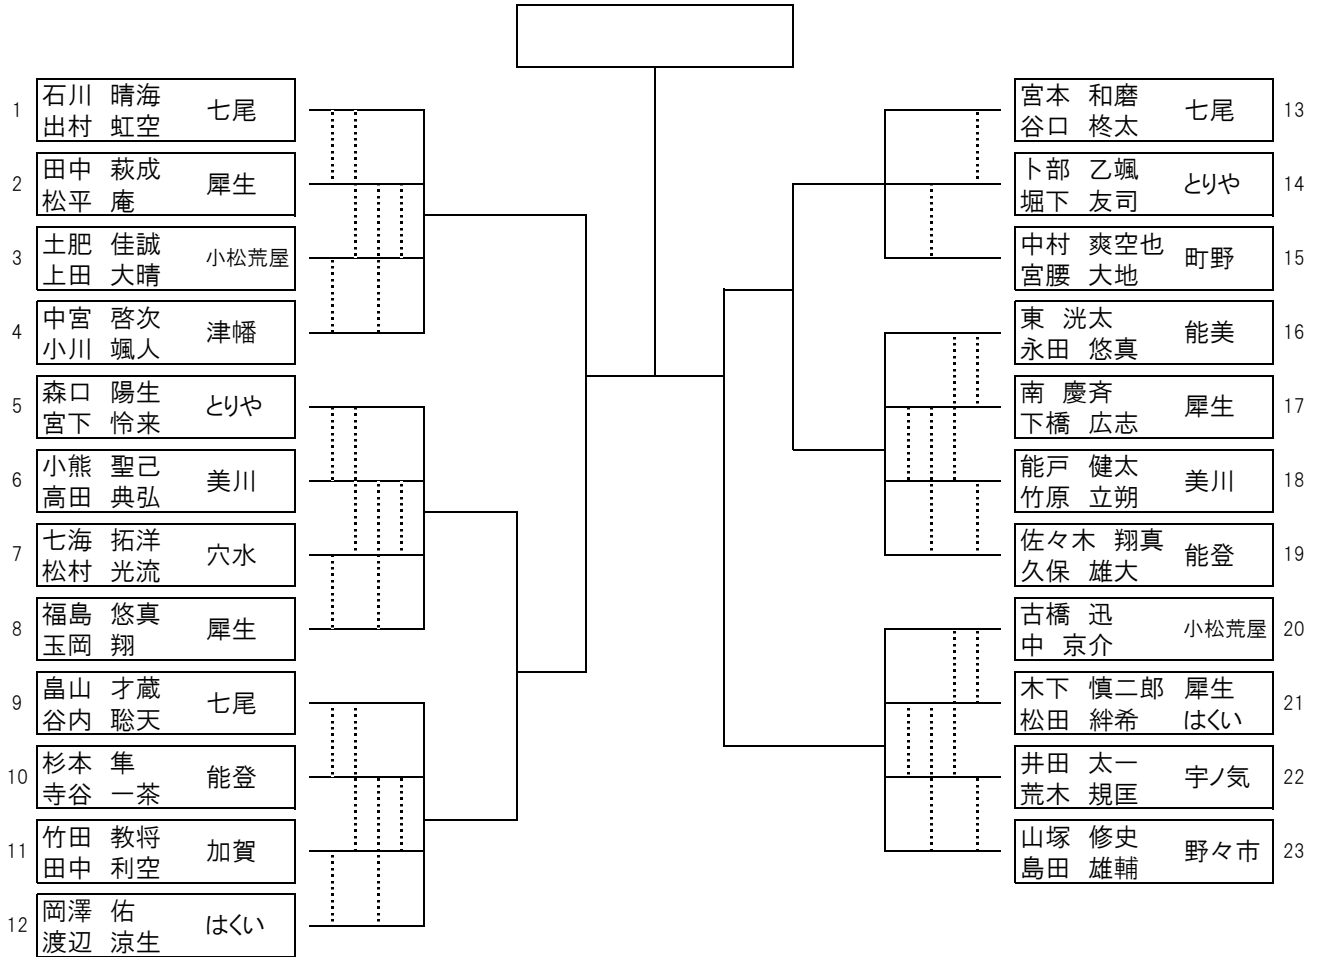 1 石川 晴海 七尾
出村 虹空
2 田中 萩成 犀生
松平 庵
3 土肥 佳誠 小松荒屋
上田 大晴
4 中宮 啓次 津幡
小川 颯人
5 森口 陽生 とりや
宮下 怜来
6 小熊 聖己 美川
高田 典弘
7 七海 拓洋 穴水
松村 光流
8 福島 悠真 犀生
玉岡 翔
9 畠山 才蔵 七尾
谷内 聡天
10 杉本 隼 能登
寺谷 一茶
11 竹田 教将 加賀
田中 利空
12 岡澤 佑 はくい
渡辺 涼生
宮本 和磨 七尾 13
谷口 柊太
卜部 乙颯 とりや 14
堀下 友司
中村 爽空也 町野 15
宮腰 大地
東 洸太 能美 16
永田 悠真
南 慶斉 犀生 17
下橋 広志
能戸 健太 美川 18
竹原 立朔
佐々木 翔真 能登 19
久保 雄大
古橋 迅 小松荒屋 20
中 京介
木下 慎二郎 犀生 21
松田 絆希 はくい
井田 太一 宇ノ気 22
荒木 規匡
山塚 修史 野々市 23
島田 雄輔